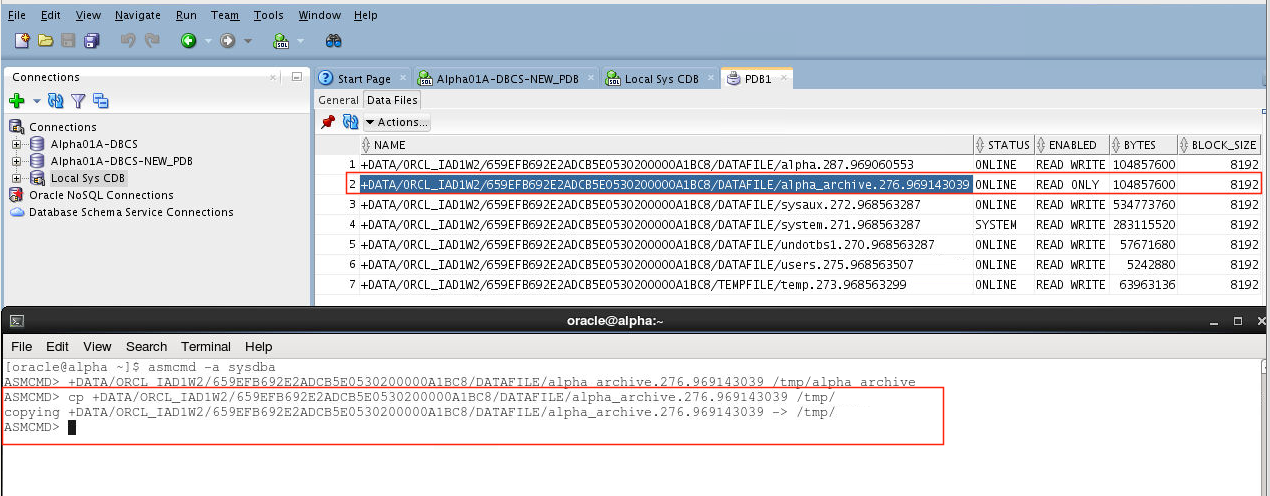 File Edit View Navigate Run Team Tools Window Help
Connections
Start Page Alpha01A-DBCS-NEW_PDB Local Sys CDB PDB1
General Data Files
Actions...
Connections
Alpha01A-DBCS
Alpha01A-DBCS-NEW_PDB
Local Sys CDB
Oracle NoSQL Connections
Database Schema Service Connections
NAME STATUS ENABLED BYTES BLOCK_SIZE
1 +DATA/ORCL_IAD1W2/659EFB692E2ADCB5E0530200000A1BC8/DATAFILE/alpha.287.969060553 ONLINE READ WRITE 104857600 8192
2 +DATA/ORCL_IAD1W2/659EFB692E2ADCB5E0530200000A1BC8/DATAFILE/alpha_archive.276.969143039 ONLINE READ ONLY 104857600 8192
3 +DATA/ORCL_IAD1W2/659EFB692E2ADCB5E0530200000A1BC8/DATAFILE/sysaux.272.968563287 ONLINE READ WRITE 534773760 8192
4 +DATA/ORCL_IAD1W2/659EFB692E2ADCB5E0530200000A1BC8/DATAFILE/system.271.968563287 SYSTEM READ WRITE 283115520 8192
5 +DATA/ORCL_IAD1W2/659EFB692E2ADCB5E0530200000A1BC8/DATAFILE/undotbs1.270.968563287 ONLINE READ WRITE 57671680 8192
6 +DATA/ORCL_IAD1W2/659EFB692E2ADCB5E0530200000A1BC8/DATAFILE/users.275.968563507 ONLINE READ WRITE 5242880 8192
7 +DATA/ORCL_IAD1W2/659EFB692E2ADCB5E0530200000A1BC8/TEMPFILE/temp.273.968563299 ONLINE READ WRITE 63963136 8192
oracle@alpha:~
File Edit View Search Terminal Help
[oracle@alpha ~]$ asmcmd -a sysdba
ASMCMD> +DATA/ORCL_IAD1W2/659EFB692E2ADCB5E0530200000A1BC8/DATAFILE/alpha_archive.276.969143039 /tmp/alpha_archive
ASMCMD> cp +DATA/ORCL_IAD1W2/659EFB692E2ADCB5E0530200000A1BC8/DATAFILE/alpha_archive.276.969143039 /tmp/
copying +DATA/ORCL_IAD1W2/659EFB692E2ADCB5E0530200000A1BC8/DATAFILE/alpha_archive.276.969143039 -> /tmp/
ASMCMD>